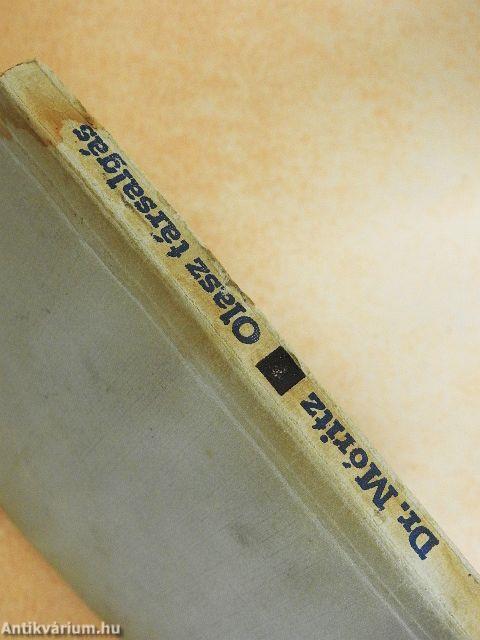 Dr. Móritz ■ Olasz társalgás
Antikvárium.hu